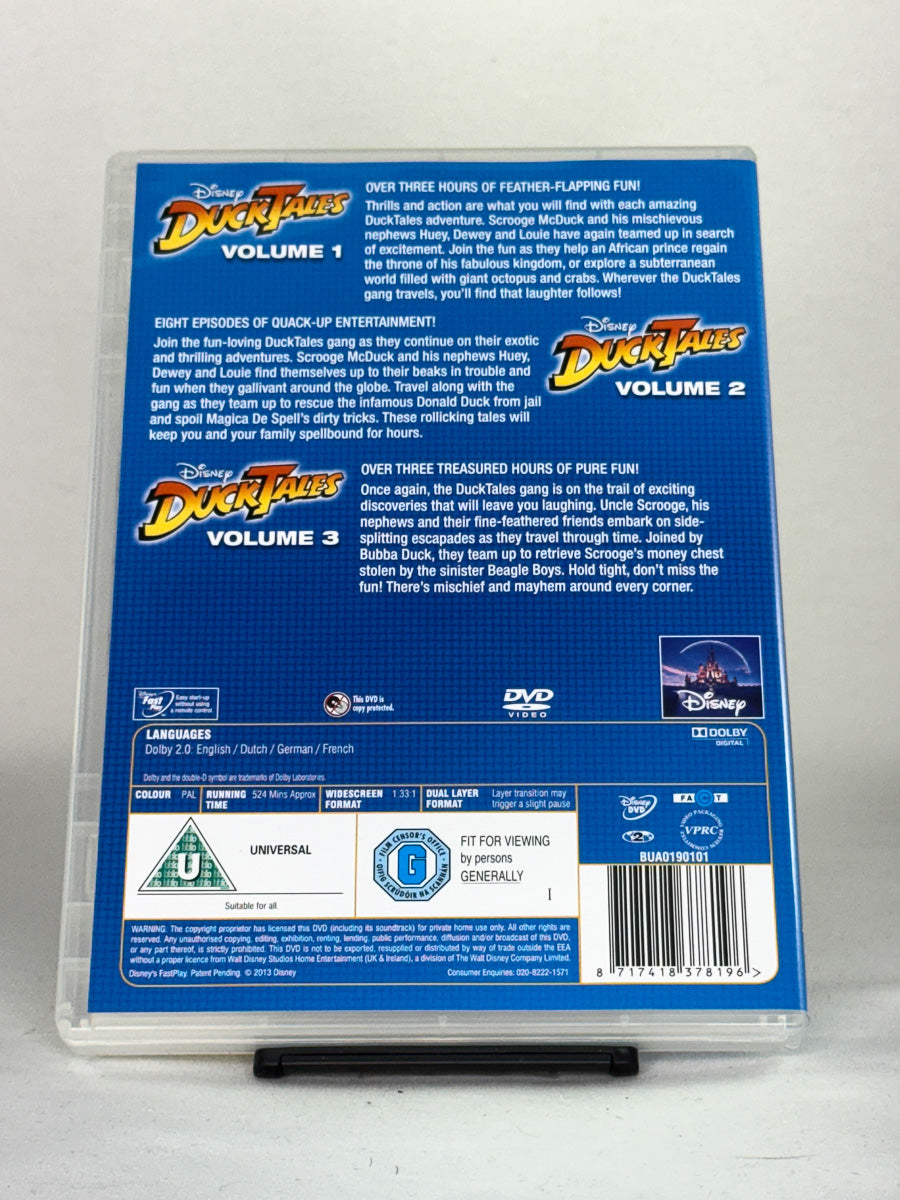 Disney
DUCKTALES
VOLUME 1
OVER THREE HOURS OF FEATHER-FLAPPING FUN!
Thrills and action are what you will find with each amazing
DuckTales adventure. Scrooge McDuck and his mischievous
nephews Huey, Dewey and Louie have again teamed up in search
of excitement. Join the fun as they help an African prince regain
the throne of his fabulous kingdom, or explore a subterranean
world filled with giant octopus and crabs. Wherever the DuckTales
gang travels, you'll find that laughter follows!
EIGHT EPISODES OF QUACK-UP ENTERTAINMENT!
Join the fun-loving DuckTales gang as they continue on their exotic
and thrilling adventures. Scrooge McDuck and his nephews Huey,
Dewey and Louie find themselves up to their beaks in trouble and
fun when they gallivant around the globe. Travel along with the
gang as they team up to rescue the infamous Donald Duck from jail
and spoil Magica De Spell's dirty tricks. These rollicking tales will
keep you and your family spellbound for hours.
Disney
DUCKTALES
VOLUME 2
Disney
DUCKTALES
VOLUME 3
OVER THREE TREASURED HOURS OF PURE FUN!
Once again, the DuckTales gang is on the trail of exciting
discoveries that will leave you laughing. Uncle Scrooge, his
nephews and their fine-feathered friends embark on side-
splitting escapades as they travel through time. Joined by
Bubba Duck, they team up to retrieve Scrooge's money chest
stolen by the sinister Beagle Boys. Hold tight, don't miss the
fun! There's mischief and mayhem around every corner.
Disney's Fast Play
Easy start-up
without using
a remote control
This DVD is
copy protected.
DVD
VIDEO
Disney
LANGUAGES
Dolby 2.0: English / Dutch / German / French
Dolby and the double-D symbol are trademarks of Dolby Laboratories.
DOLBY
DIGITAL
COLOUR PAL
RUNNING TIME 524 Mins Approx
WIDESCREEN FORMAT 1.33:1
DUAL LAYER FORMAT Layer transition may trigger a slight pause
U
UNIVERSAL
Suitable for all
FILM CENSOR'S OFFICE
G
OIFIG SCRÚDÓIR NA SCANNÁN
FIT FOR VIEWING
by persons
GENERALLY
I
Disney DVD
FACT
2
VPRC
BUA0190101
WARNING: The copyright proprietor has licensed this DVD (including its soundtrack) for private home use only. All other rights are
reserved. Any unauthorised copying, editing, exhibition, renting, lending, public performance, diffusion and/or broadcast of this DVD,
or any part thereof, is strictly prohibited. This DVD is not to be exported, resupplied or distributed by way of trade outside the EEA
without a proper licence from Walt Disney Studios Home Entertainment (UK & Ireland), a division of The Walt Disney Company Limited.
Disney's FastPlay. Patent Pending. © 2013 Disney
Consumer Enquiries: 020-8222-1571
8 717418 378196 >